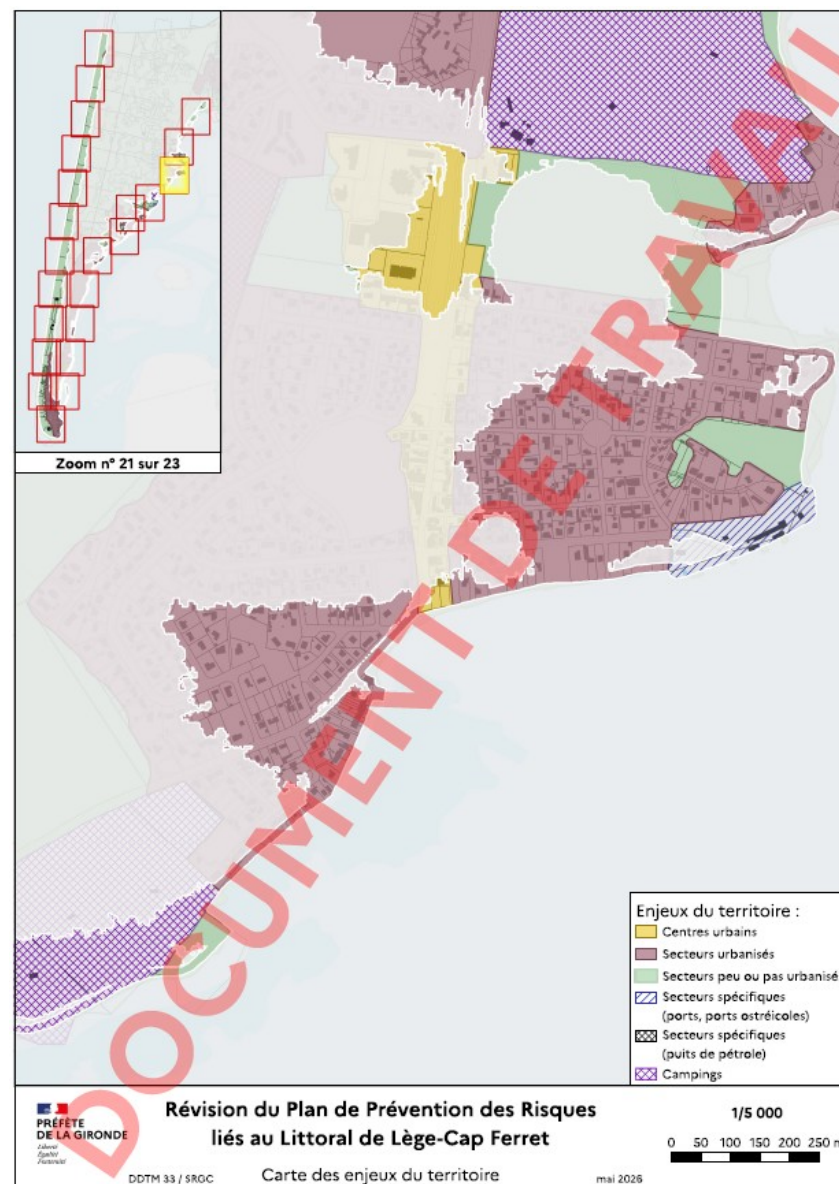 Zoom n° 21 sur 23
DOCUMENT DE TRAVAIL
Enjeux du territoire :
Centres urbains
Secteurs urbanisés
Secteurs peu ou pas urbanisés
Secteurs spécifiques
(ports, ports ostréicoles)
Secteurs spécifiques
(puits de pétrole)
Campings
PRÉFÈTE
DE LA GIRONDE
Liberté
Égalité
Fraternité
DDTM 33 / SRGC
Révision du Plan de Prévention des Risques
liés au Littoral de Lège-Cap Ferret
Carte des enjeux du territoire
mai 2026
1/5 000
0 50 100 150 200 250 m